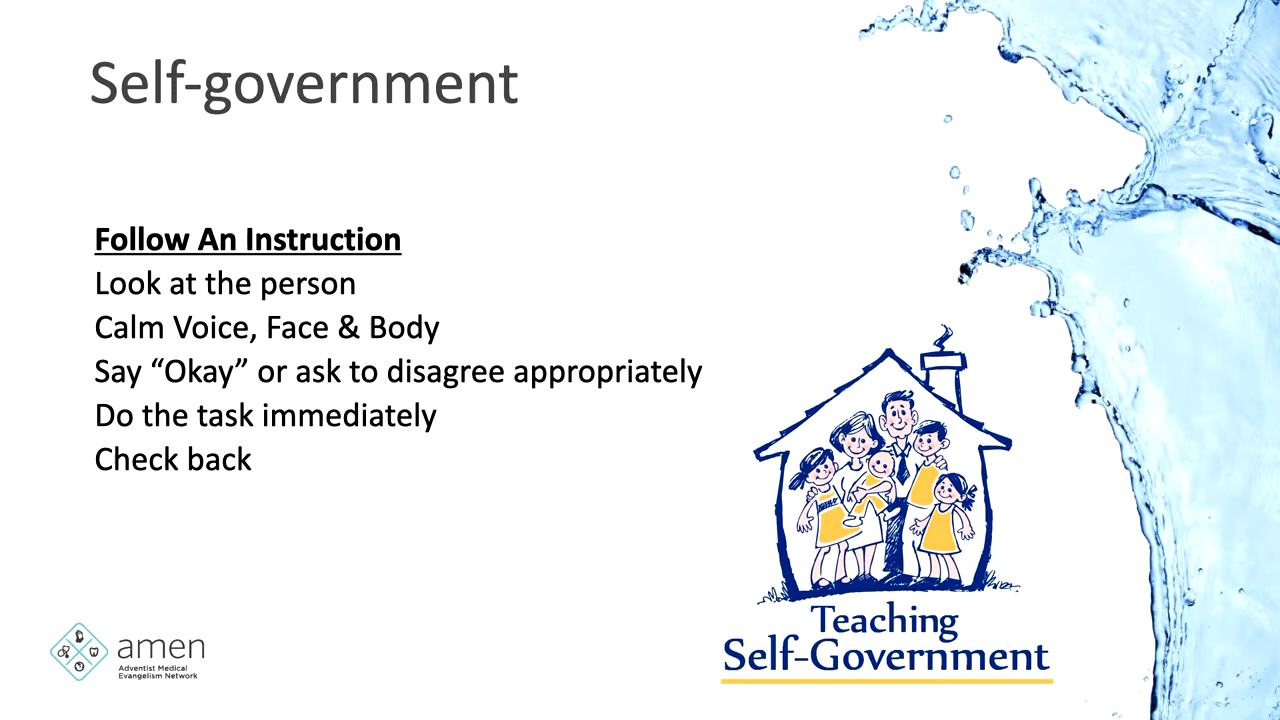 Self-government
Follow An Instruction
Look at the person
Calm Voice, Face & Body
Say “Okay” or ask to disagree appropriately
Do the task immediately
Check back
Teaching
Self-Government
amen
Adventist Medical
Evangelism Network